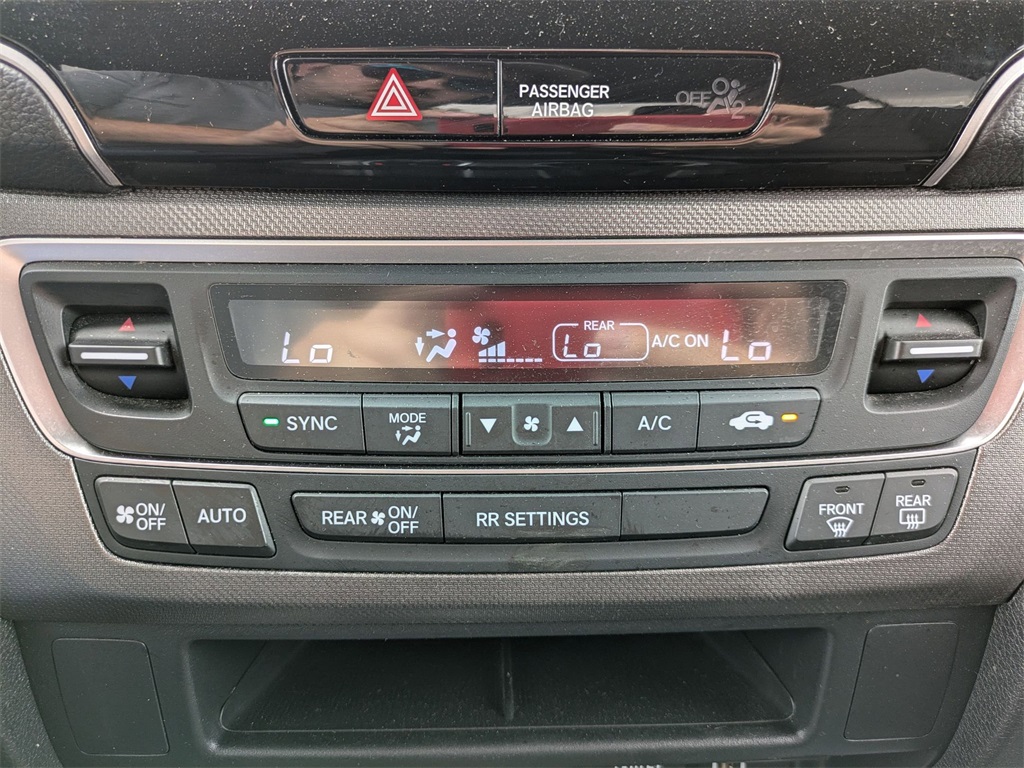 PASSENGER
AIRBAG
OFF
2
Lo
REAR
Lo
A/C ON
Lo
SYNC
MODE
A/C
ON/
OFF
AUTO
REAR ON/
OFF
RR SETTINGS
FRONT
REAR